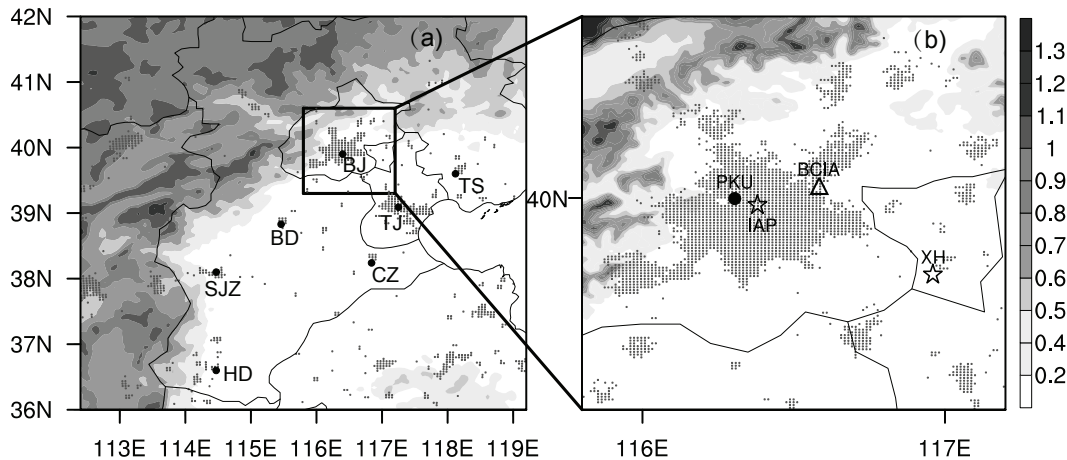 42N
41N
40N
39N
38N
37N
36N
(a)
BJ
TS
TJ
BD
CZ
SJZ
HD
113E 114E 115E 116E 117E 118E 119E
(b)
40N
PKU
BCIA
IAP
XH
116E 117E
1.3
1.2
1.1
1
0.9
0.8
0.7
0.6
0.5
0.4
0.3
0.2